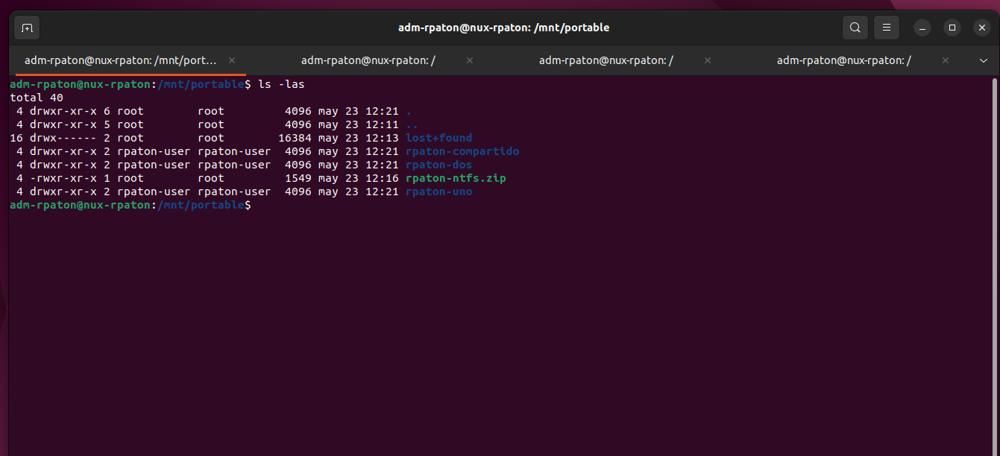 adm-rpaton@nux-rpaton: /mnt/portable
adm-rpaton@nux-rpaton: /mnt/port… adm-rpaton@nux-rpaton: / adm-rpaton@nux-rpaton: / adm-rpaton@nux-rpaton: /
adm-rpaton@nux-rpaton:/mnt/portable$ ls -las
total 40
 4 drwxr-xr-x 6 root        root         4096 may 23 12:21 .
 4 drwxr-xr-x 5 root        root         4096 may 23 12:11 ..
16 drwx------ 2 root        root        16384 may 23 12:13 lost+found
 4 drwxr-xr-x 2 rpaton-user rpaton-user  4096 may 23 12:21 rpaton-compartido
 4 drwxr-xr-x 2 rpaton-user rpaton-user  4096 may 23 12:21 rpaton-dos
 4 -rwxr-xr-x 1 root        root         1549 may 23 12:16 rpaton-ntfs.zip
 4 drwxr-xr-x 2 rpaton-user rpaton-user  4096 may 23 12:21 rpaton-uno
adm-rpaton@nux-rpaton:/mnt/portable$